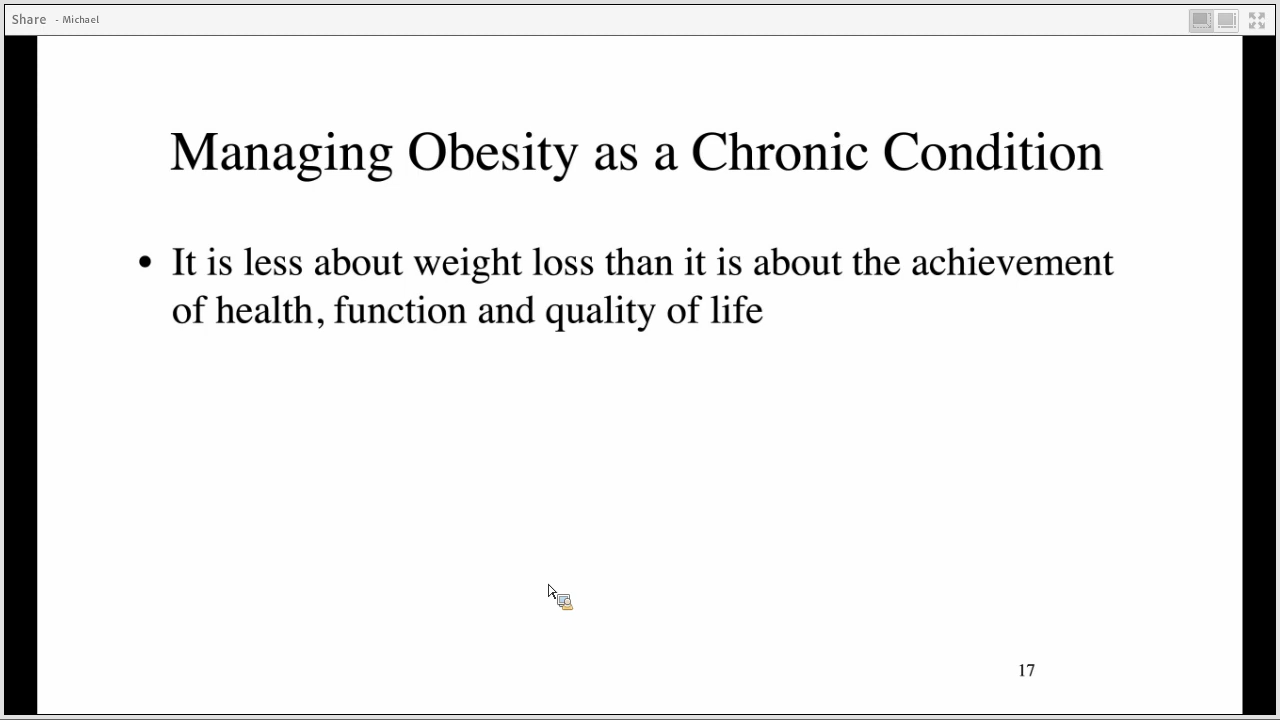 Share - Michael
Managing Obesity as a Chronic Condition
• It is less about weight loss than it is about the achievement
of health, function and quality of life
17